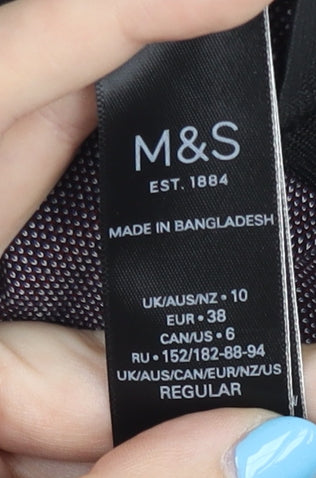 M&S
EST. 1884
MADE IN BANGLADESH
UK/AUS/NZ • 10
EUR • 38
CAN/US • 6
RU • 152/182-88-94
UK/AUS/CAN/EUR/NZ/US
REGULAR